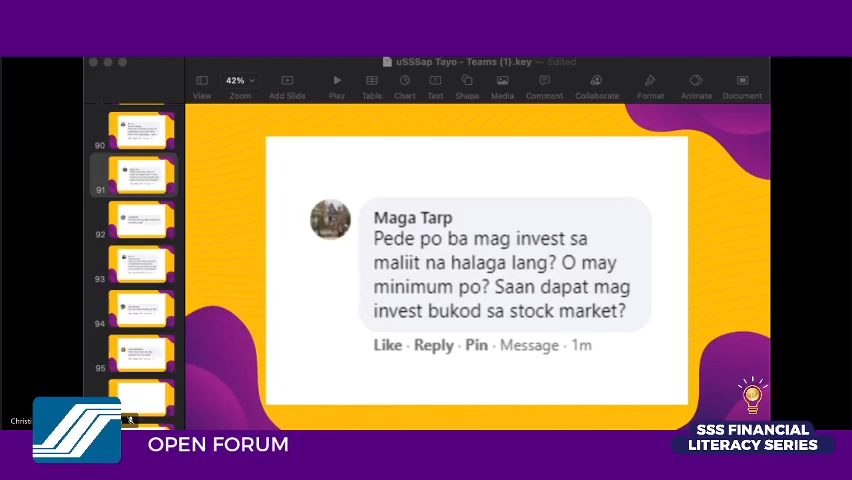 uSSSap Tayo - Teams (1).key — Edited
42%
View
Zoom
Add Slide
Play
Table
Chart
Text
Shape
Media
Comment
Collaborate
Format
Animate
Document
90
91
92
93
94
95
Maga Tarp
Pede po ba mag invest sa
maliit na halaga lang? O may
minimum po? Saan dapat mag
invest bukod sa stock market?
Like · Reply · Pin · Message · 1m
Christi
OPEN FORUM
SSS FINANCIAL
LITERACY SERIES